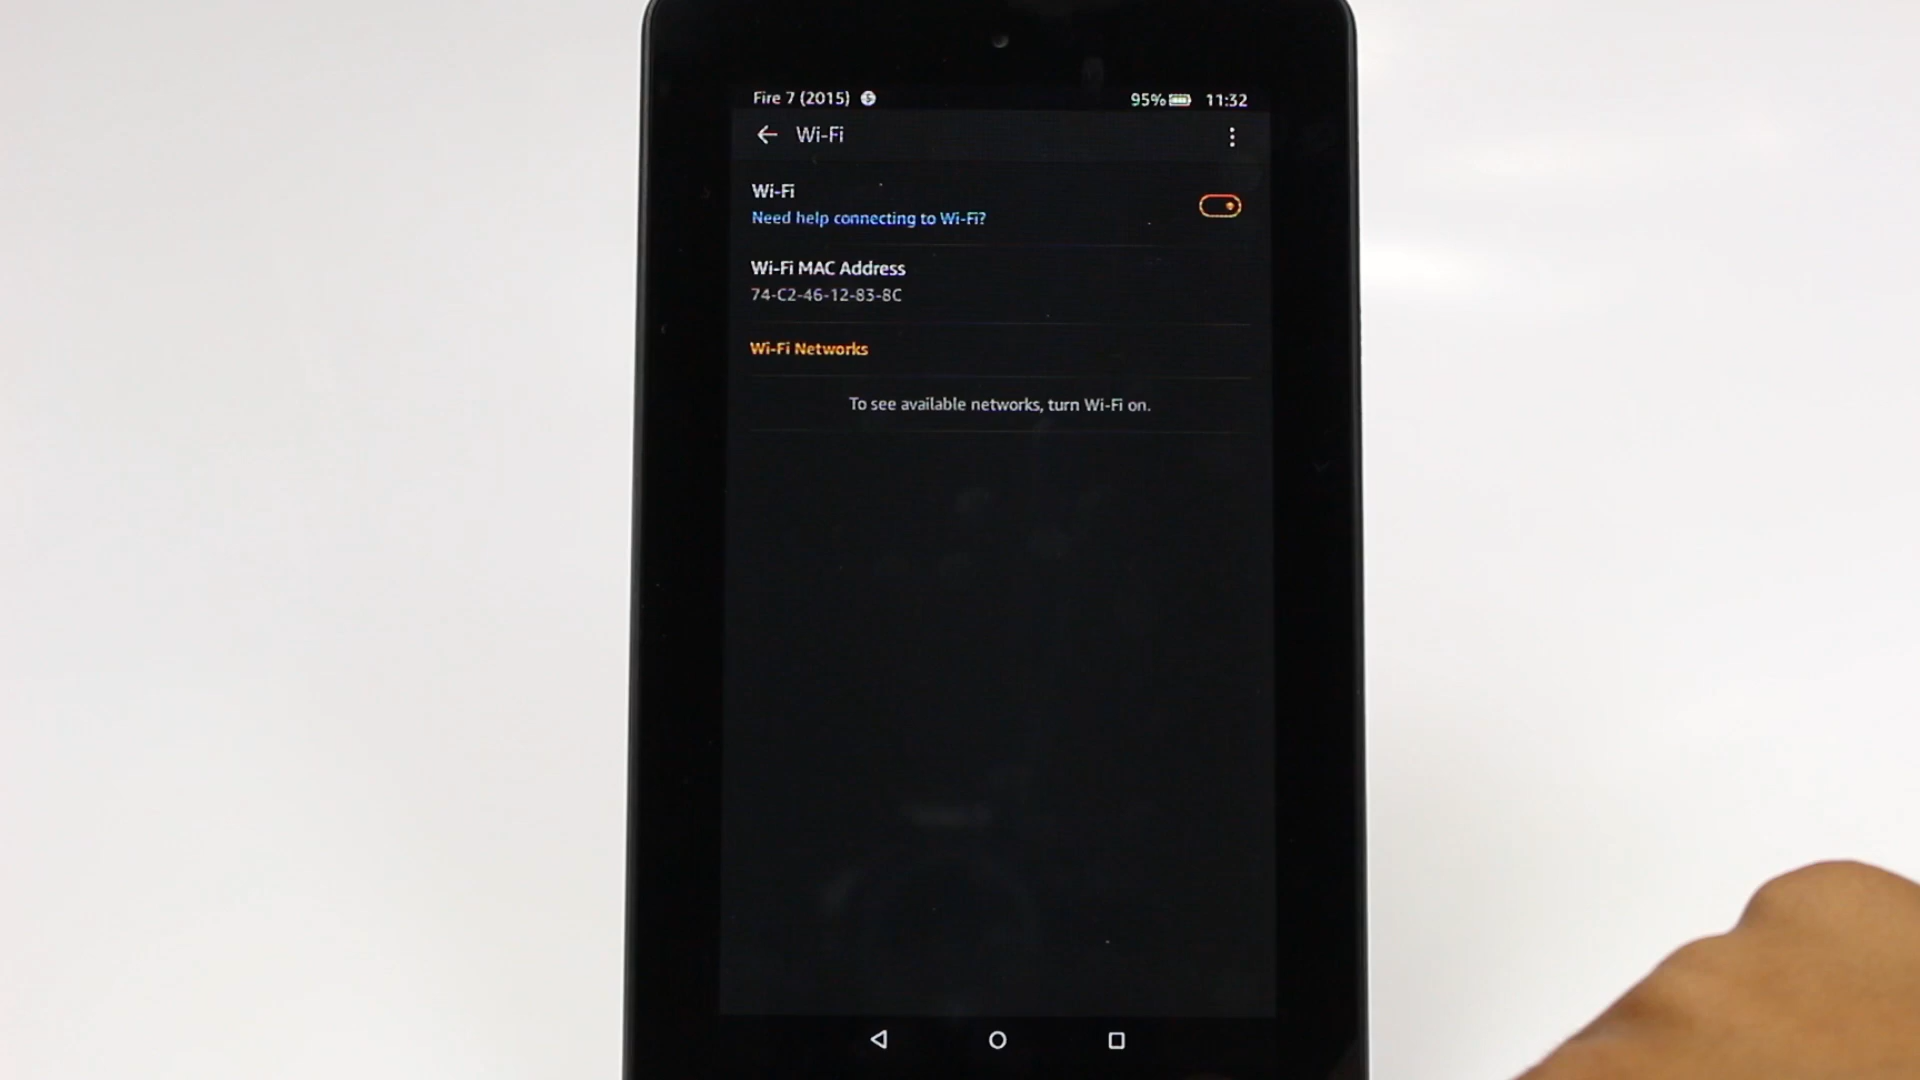 Fire 7 (2015) 95% 11:32
Wi-Fi
Wi-Fi
Need help connecting to Wi-Fi?
Wi-Fi MAC Address
74-C2-46-12-83-8C
Wi-Fi Networks
To see available networks, turn Wi-Fi on.